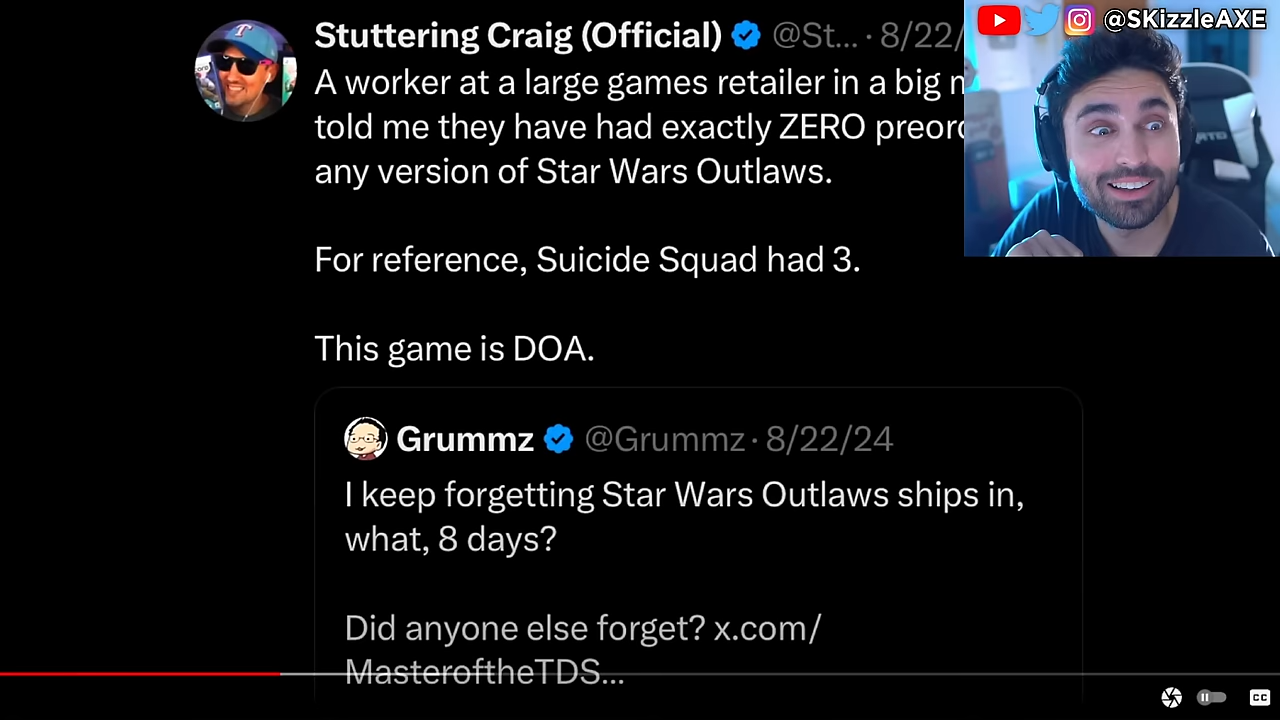 Stuttering Craig (Official) @St... · 8/22/
@SKizzleAXE
A worker at a large games retailer in a big
told me they have had exactly ZERO
any version of Star Wars Outlaws.
For reference, Suicide Squad had 3.
This game is DOA.
Grummz @Grummz · 8/22/24
I keep forgetting Star Wars Outlaws ships in,
what, 8 days?
Did anyone else forget? x.com/
MasteroftheTDS...
CC